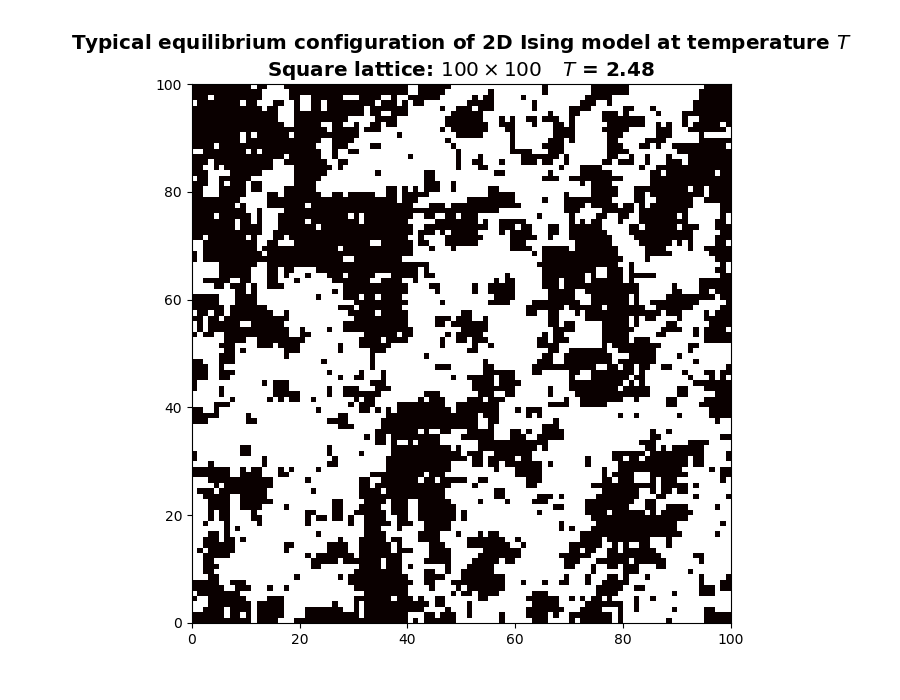 Typical equilibrium configuration of 2D Ising model at temperature T
Square lattice: 100 × 100 T = 2.48
100
80
60
40
20
0
0 20 40 60 80 100